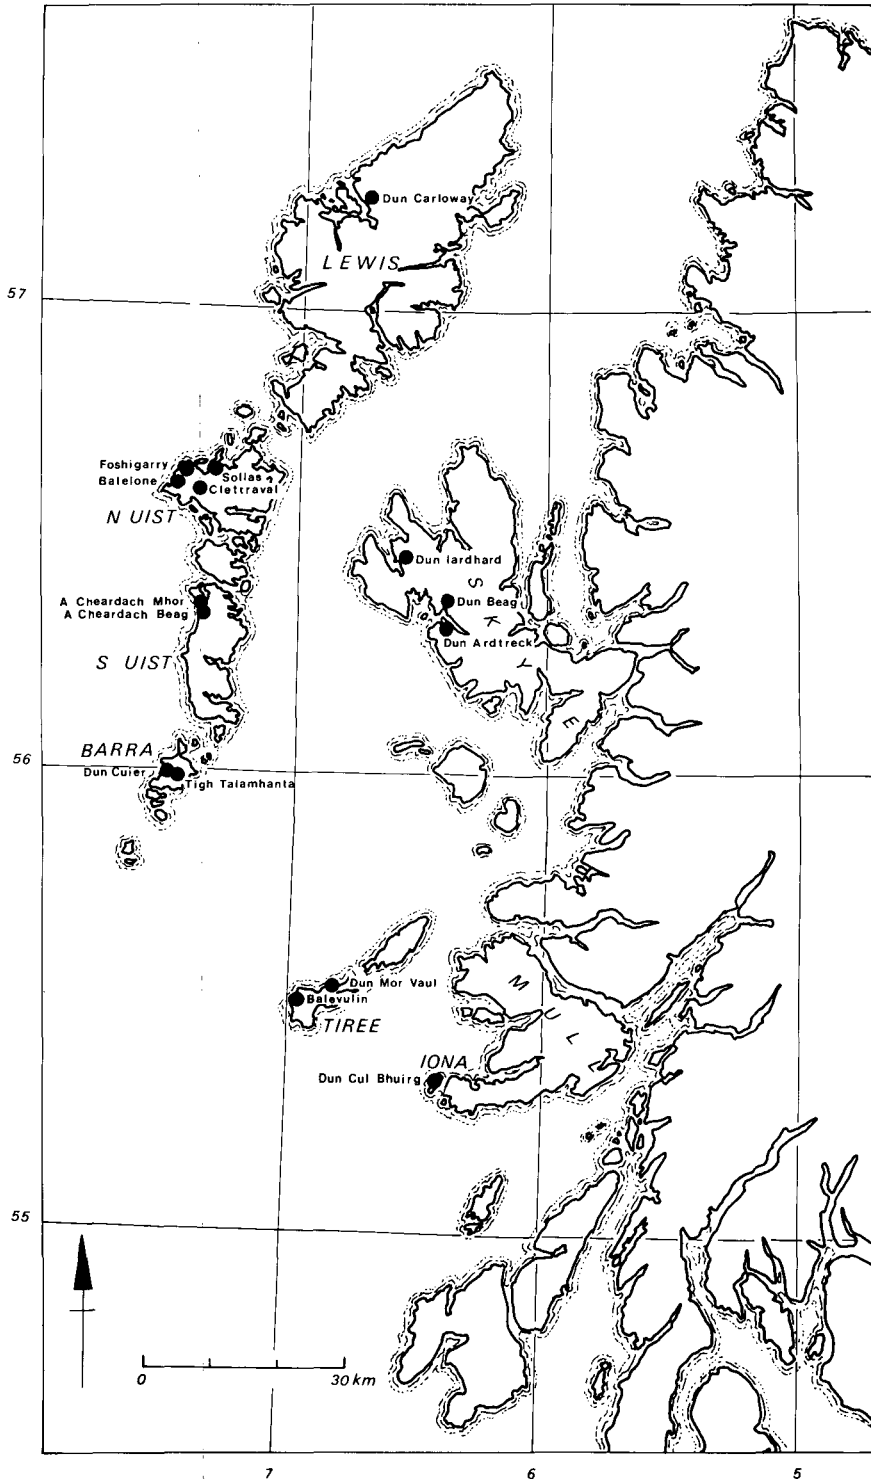 Dun Carloway
LEWIS
57
Foshigarry
Sollas
Balelone
Clettraval
N UIST
Dun Iardhard
A Cheardach Mhor
Dun Beag
A Cheardach Beag
Dun Ardtreck
SKYE
S UIST
BARRA
56
Dun Cuier
Tigh Talamhanta
Dun Mor Vaul
Balevulin
TIREE
MULL
IONA
Dun Cul Bhuirg
55
0 30 km
7 6 5